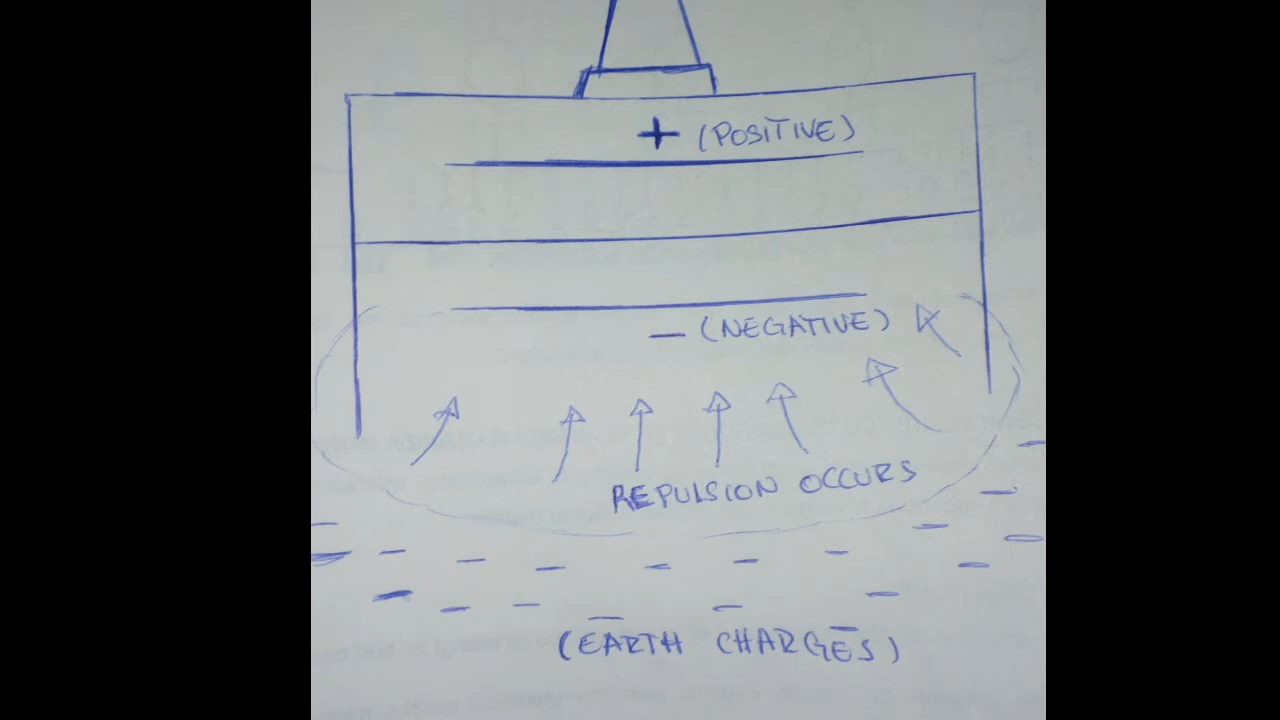 + (POSITIVE)
- (NEGATIVE)
REPULSION OCCURS
(EARTH CHARGES)